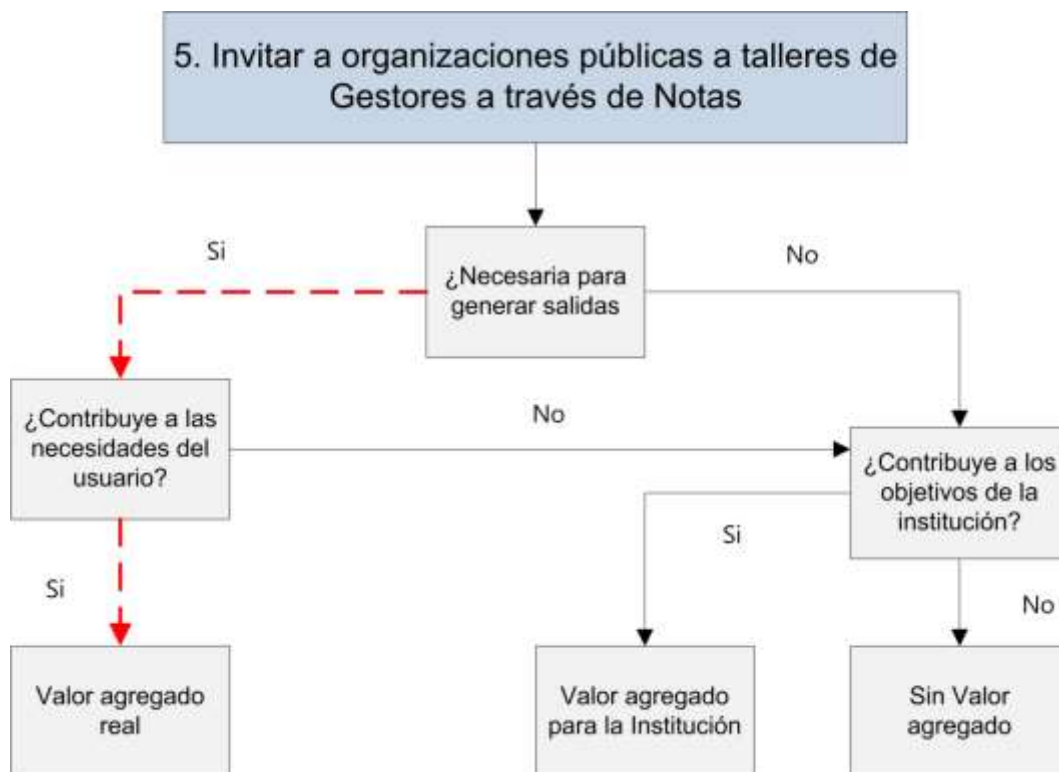 5. Invitar a organizaciones públicas a talleres de
Gestores a través de Notas
Si
No
¿Necesaria para
generar salidas
¿Contribuye a las
necesidades del
usuario?
No
¿Contribuye a los
objetivos de la
institución?
Si
Si
No
Valor agregado
real
Valor agregado
para la Institución
Sin Valor
agregado